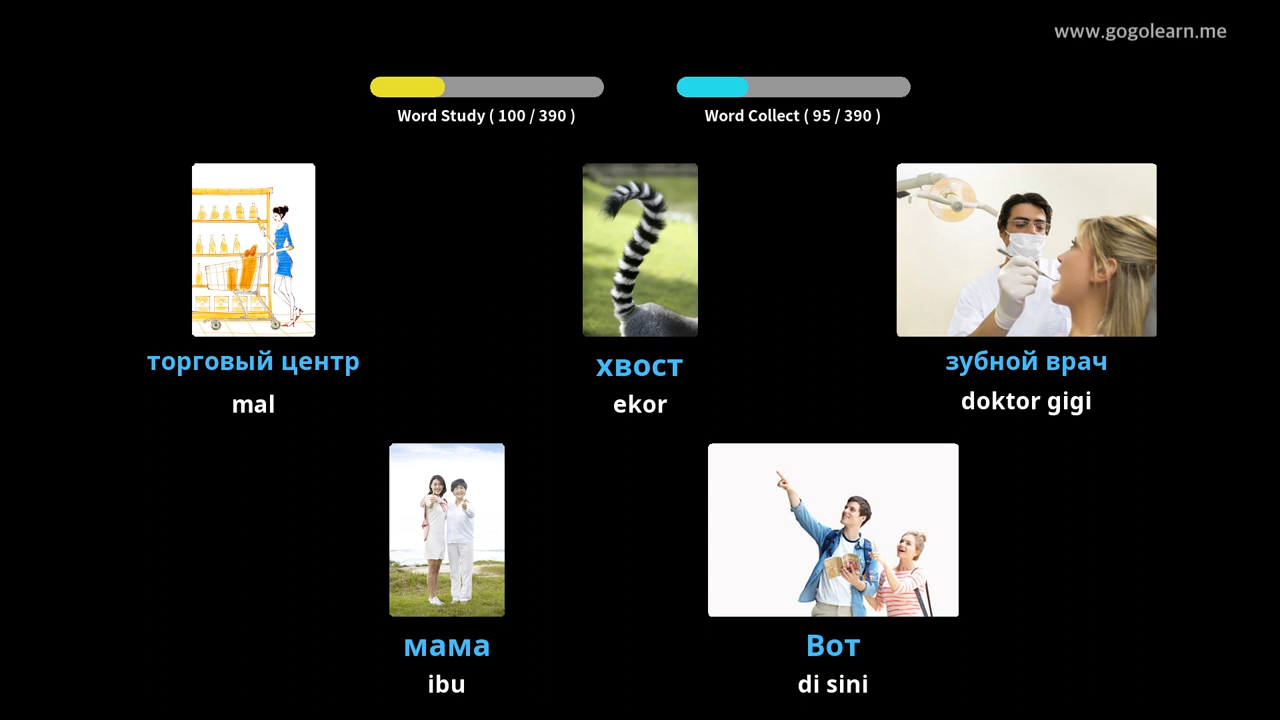 www.gogolearn.me
Word Study ( 100 / 390 )
Word Collect ( 95 / 390 )
торговый центр
mal
хвост
ekor
зубной врач
doktor gigi
мама
ibu
Вот
di sini